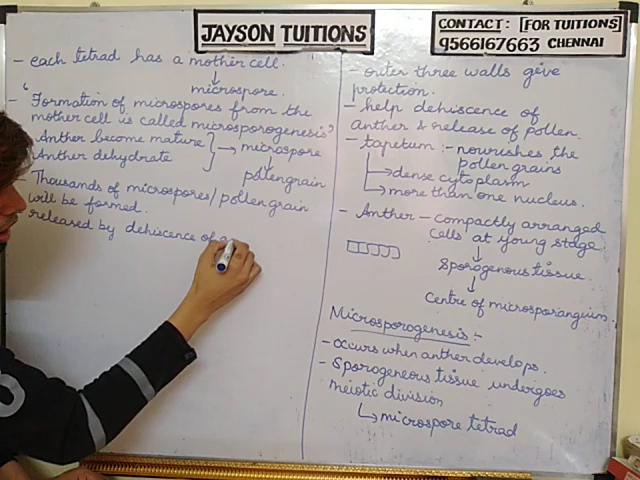 JAYSON TUITIONS
CONTACT: [FOR TUITIONS]
9566167663 CHENNAI
- each tetrad has a mother cell.
↓
microspore.
- "Formation of microspores from the
mother cell is called microsporogenesis"
- Anther become mature } → microspore
Anther dehydrate
↓
pollengrain
- Thousands of microspores/pollengrain
will be formed.
released by dehiscence of a
- outer three walls give
protection.
- help dehiscence of
anther & release of pollen.
- tapetum :- nourishes the
pollen grains
→ dense cytoplasm
→ more than one nucleus.
- Anther - compactly arranged
cells at young stage.
↓
Sporogenous tissue.
↓
Centre of microsporangium.
Microsporogenesis :-
- occurs when anther develops.
- Sporogeneous tissue undergoes
meiotic division
↳ microspore tetrad